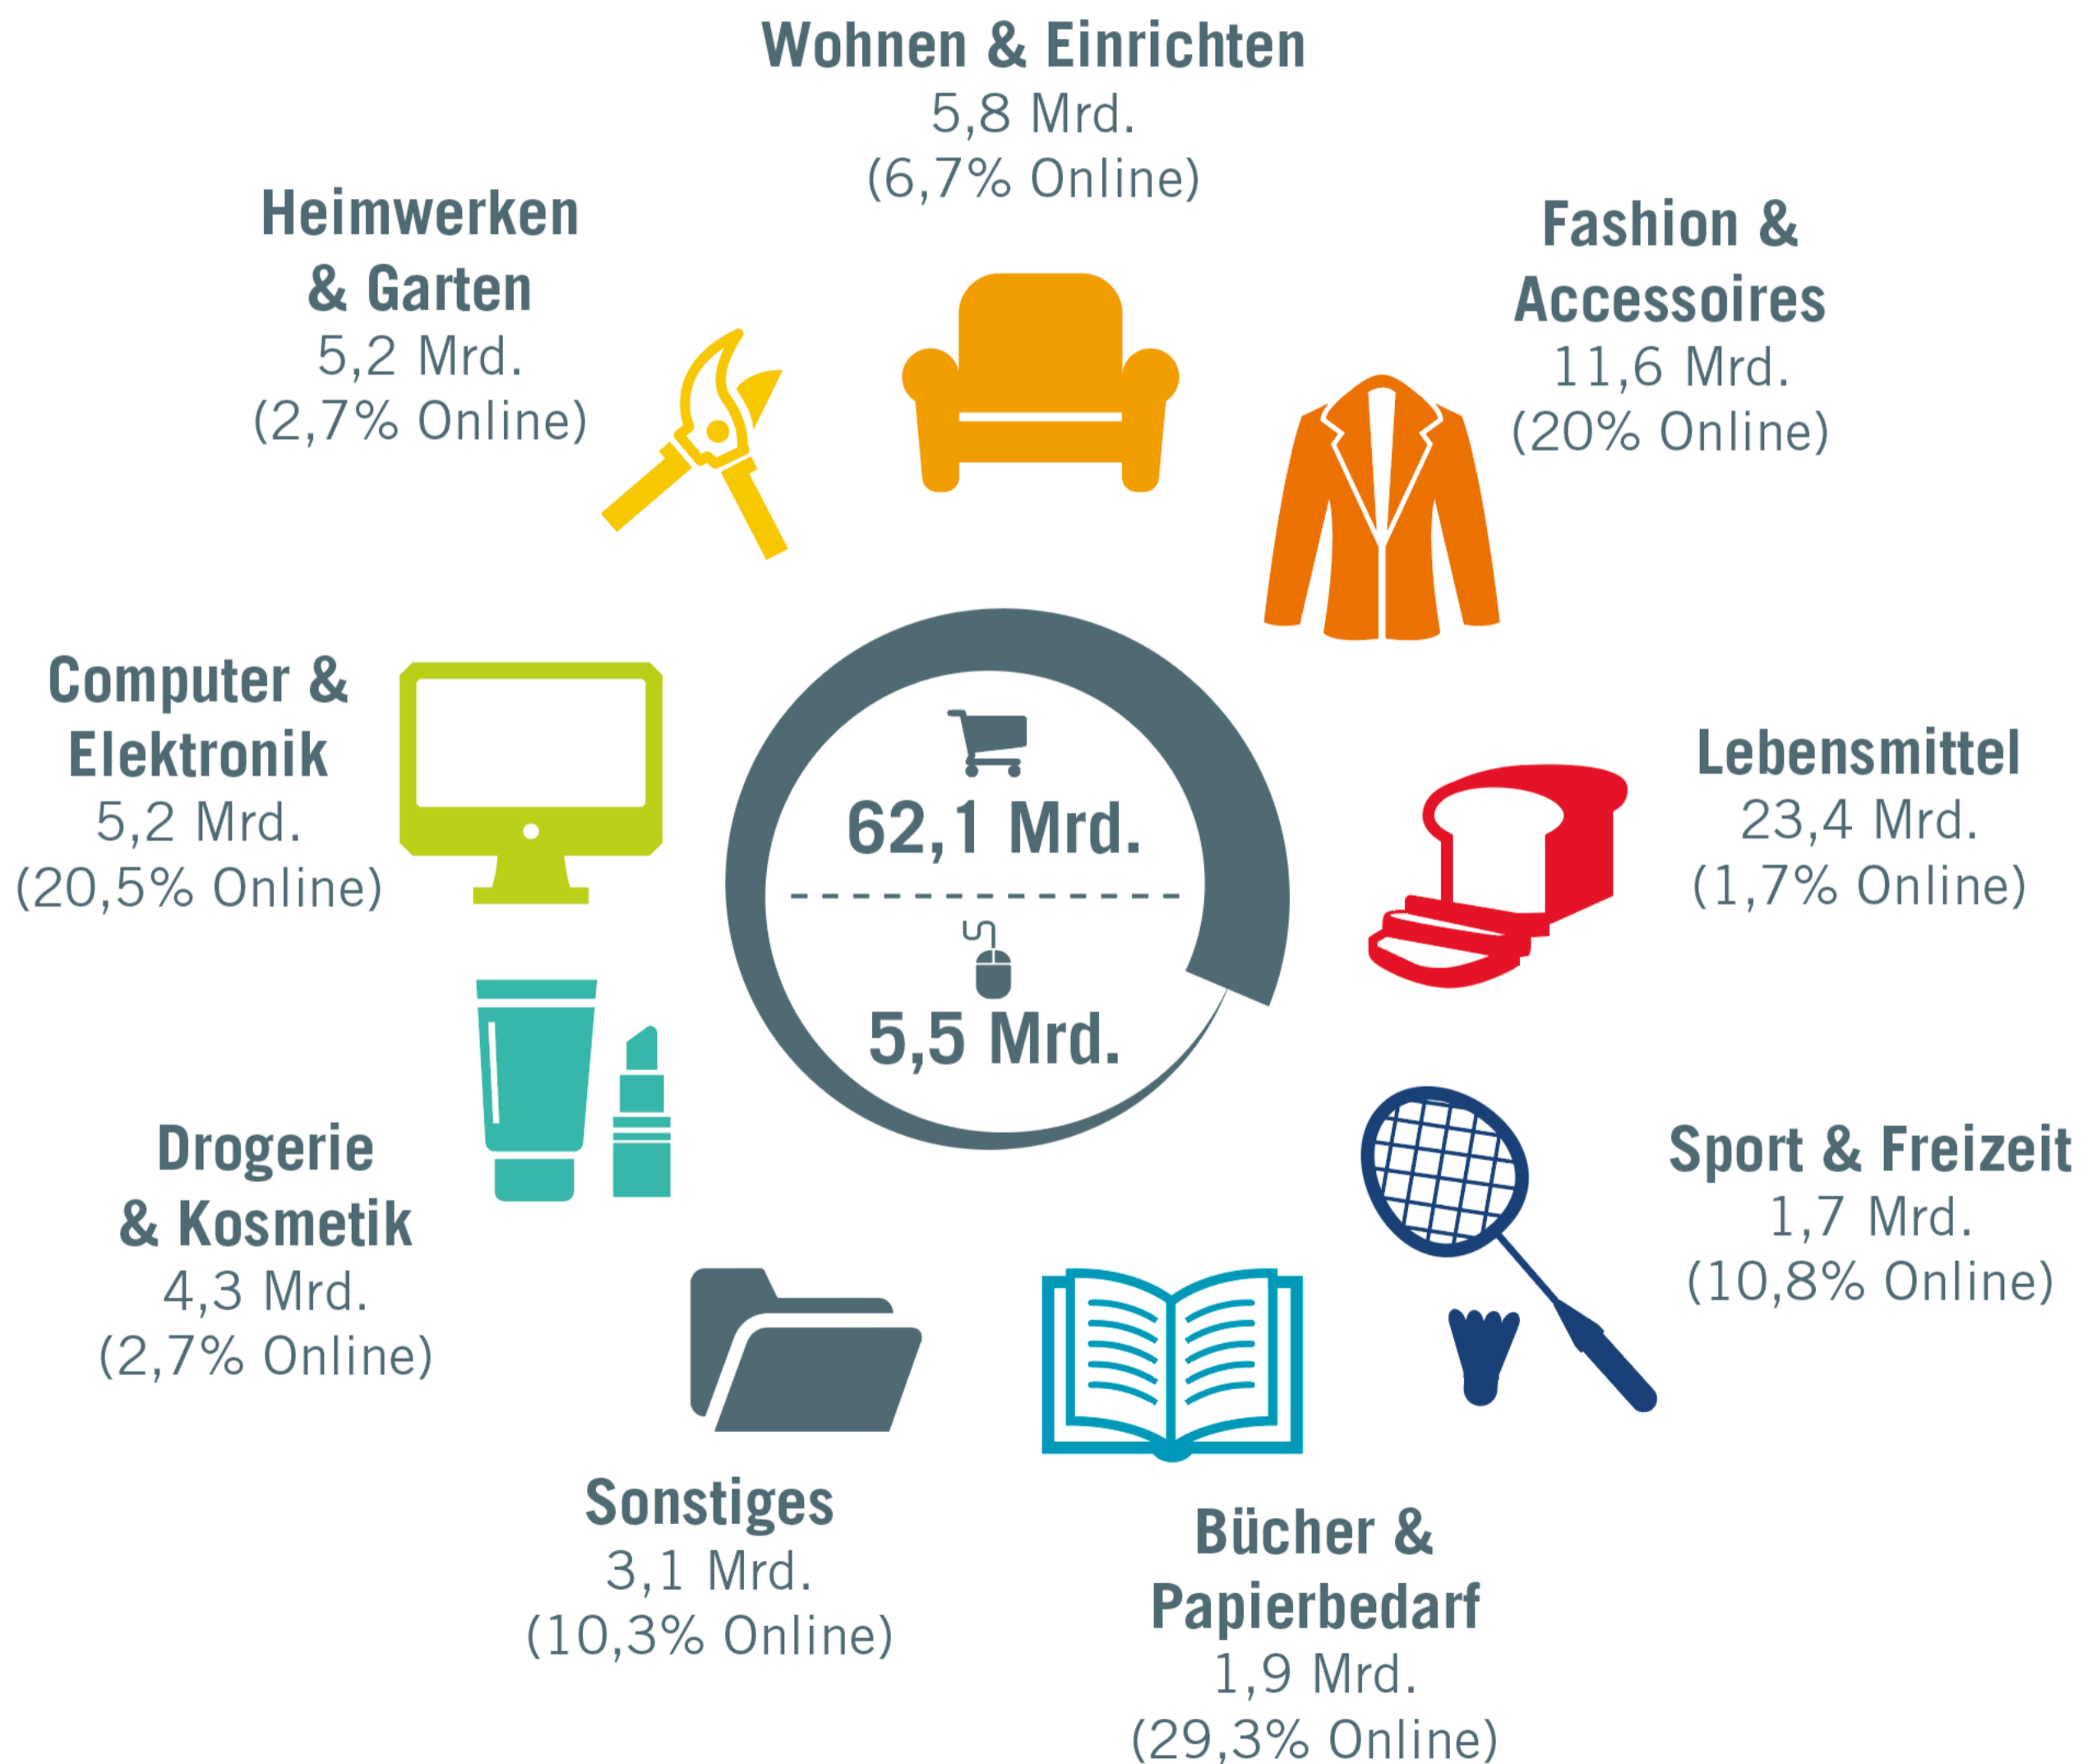 Wohnen & Einrichten
5,8 Mrd.
(6,7% Online)
Heimwerken
& Garten
5,2 Mrd.
(2,7% Online)
Fashion &
Accessoires
11,6 Mrd.
(20% Online)
Computer &
Elektronik
5,2 Mrd.
(20,5% Online)
62,1 Mrd.
5,5 Mrd.
Lebensmittel
23,4 Mrd.
(1,7% Online)
Drogerie
& Kosmetik
4,3 Mrd.
(2,7% Online)
Sport & Freizeit
1,7 Mrd.
(10,8% Online)
Sonstiges
3,1 Mrd.
(10,3% Online)
Bücher &
Papierbedarf
1,9 Mrd.
(29,3% Online)